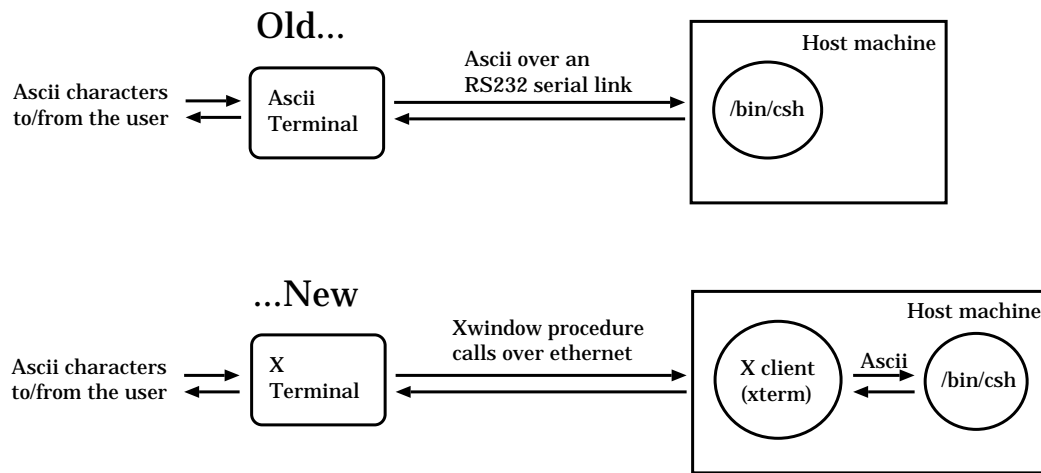 Old...
Host machine
Ascii over an
RS232 serial link
Ascii characters
to/from the user
Ascii
Terminal
/bin/csh
...New
Host machine
Xwindow procedure
calls over ethernet
Ascii characters
to/from the user
X
Terminal
X client
(xterm)
Ascii
/bin/csh